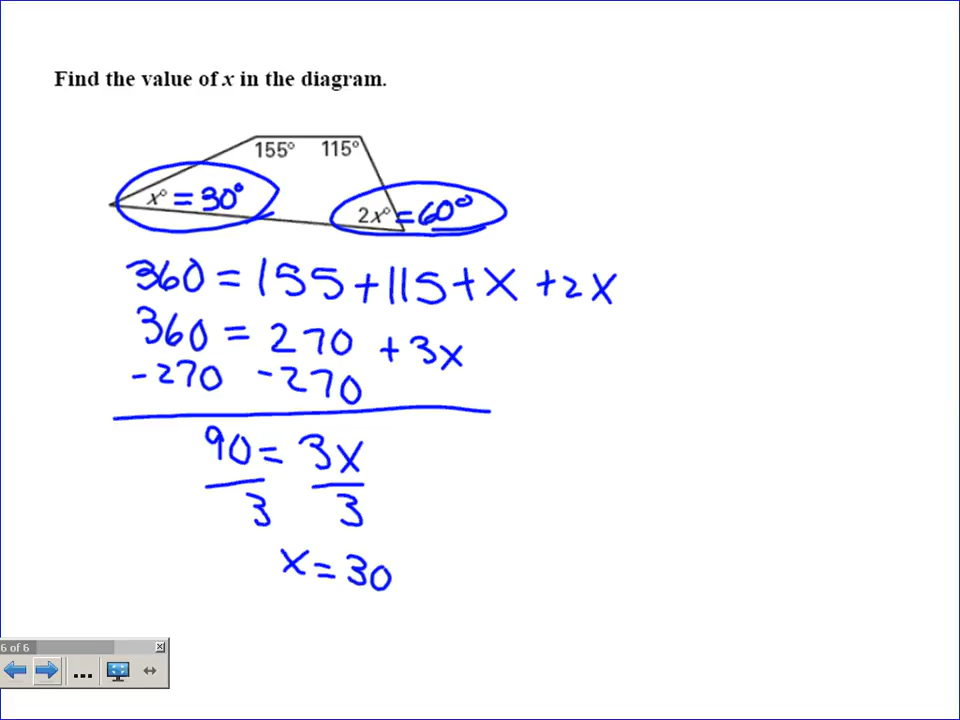 Find the value of x in the diagram.
155° 115°
x° = 30°
2x° = 60°
360 = 155 + 115 + x + 2x
360 = 270 + 3x
-270 -270
90 = 3x
3 3
x = 30
6 of 6
...